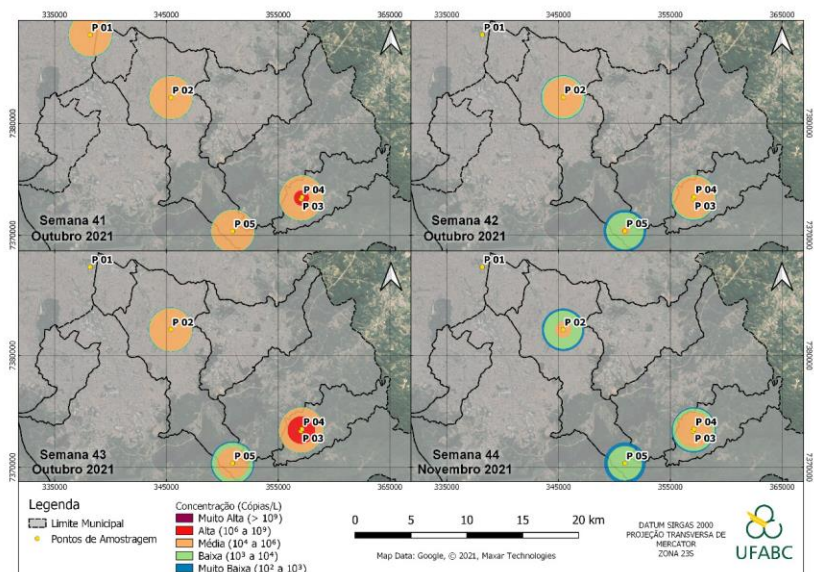 335000 345000 355000 365000 345000 355000 365000
P 01
P 02
P 04
P 03
P 05
Semana 41
Outubro 2021
P 01
P 02
P 04
P 03
P 05
Semana 42
Outubro 2021
7380000
7370000
7380000
7370000
P 01
P 02
P 04
P 03
P 05
Semana 43
Outubro 2021
P 01
P 02
P 04
P 03
P 05
Semana 44
Novembro 2021
7380000
7370000
7380000
7370000
335000 345000 355000 365000 345000 355000 365000
Legenda
Limite Municipal
Pontos de Amostragem
Concentração (Cópias/L)
Muito Alta (> 10⁹)
Alta (10⁶ a 10⁹)
Média (10⁴ a 10⁶)
Baixa (10³ a 10⁴)
Muito Baixa (10² a 10³)
0 5 10 15 20 km
Map Data: Google, © 2021, Maxar Technologies
DATUM SIRGAS 2000
PROJEÇÃO TRANSVERSA DE
MERCATOR
ZONA 23S
UFABC